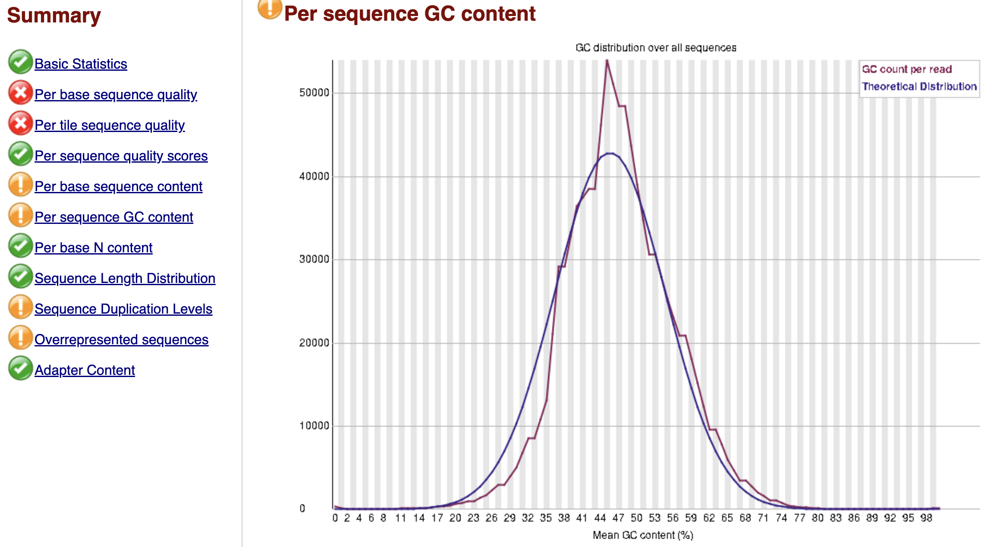 Summary
Basic Statistics
Per base sequence quality
Per tile sequence quality
Per sequence quality scores
Per base sequence content
Per sequence GC content
Per base N content
Sequence Length Distribution
Sequence Duplication Levels
Overrepresented sequences
Adapter Content
Per sequence GC content
GC distribution over all sequences
GC count per read
Theoretical Distribution
50000
40000
30000
20000
10000
0
0 2 4 6 8 11 14 17 20 23 26 29 32 35 38 41 44 47 50 53 56 59 62 65 68 71 74 77 80 83 86 89 92 95 98
Mean GC content (%)